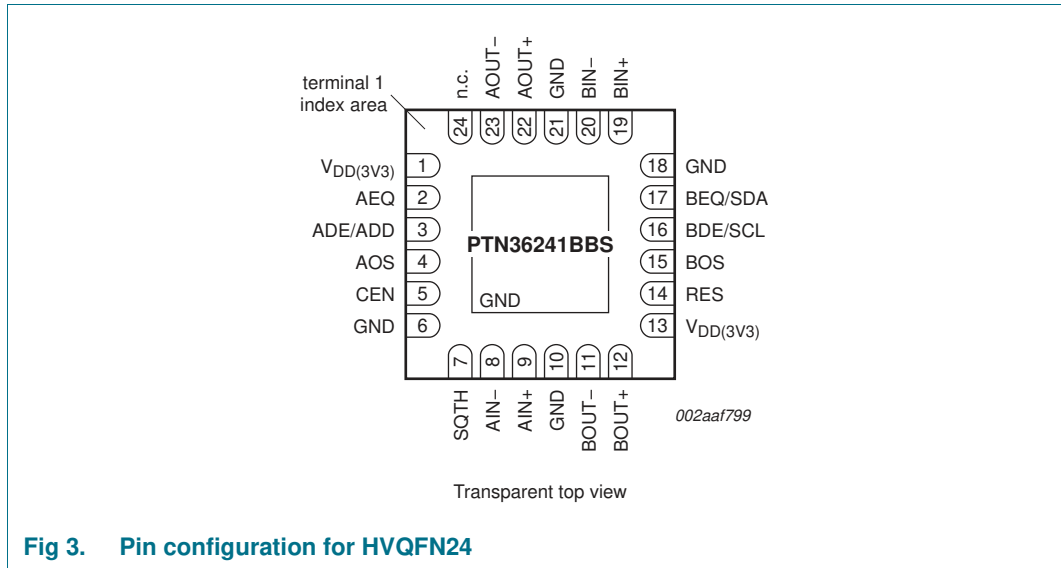 terminal 1
index area
n.c.
AOUT−
AOUT+
GND
BIN−
BIN+
24
23
22
21
20
19
VDD(3V3)
1
AEQ
2
ADE/ADD
3
AOS
4
CEN
5
GND
6
PTN36241BBS
GND
18
GND
17
BEQ/SDA
16
BDE/SCL
15
BOS
14
RES
13
VDD(3V3)
7
8
9
10
11
12
SQTH
AIN−
AIN+
GND
BOUT−
BOUT+
002aaf799
Transparent top view
Fig 3. Pin configuration for HVQFN24